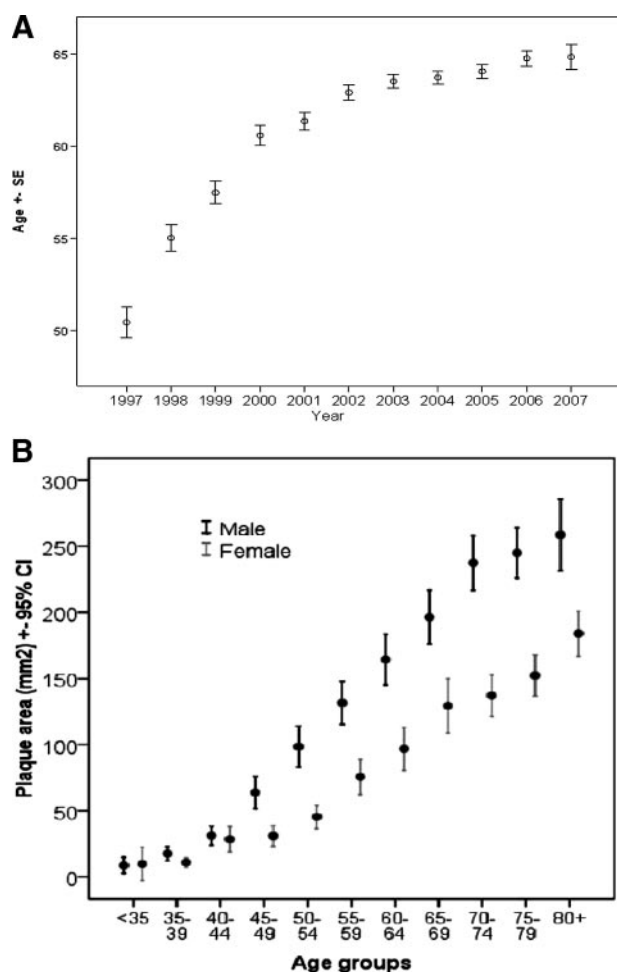 A
Age +- SE
65
60
55
50
1997 1998 1999 2000 2001 2002 2003 2004 2005 2006 2007
Year
B
Plaque area (mm2) +- 95% CI
300
250
200
150
100
50
0
Male
Female
<35 35-39 40-44 45-49 50-54 55-59 60-64 65-69 70-74 75-79 80+
Age groups